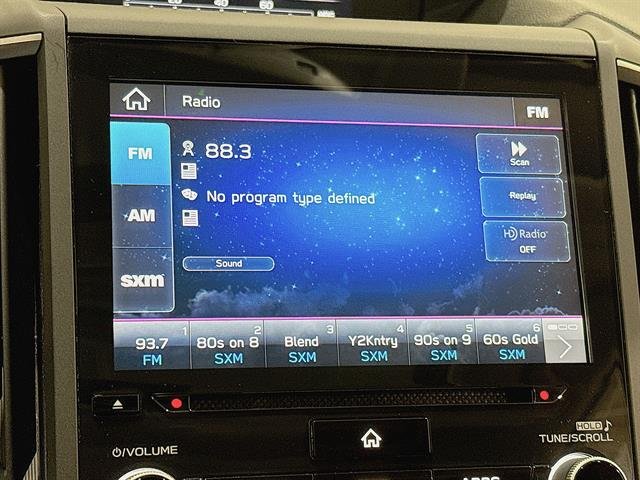 Radio FM
FM
88.3
Scan
AM
No program type defined
Replay
HD Radio
OFF
sxm
Sound
1 2 3 4 5 6
93.7 80s on 8 Blend Y2Kntry 90s on 9 60s Gold
FM SXM SXM SXM SXM SXM
HOLD
/VOLUME
TUNE/SCROLL